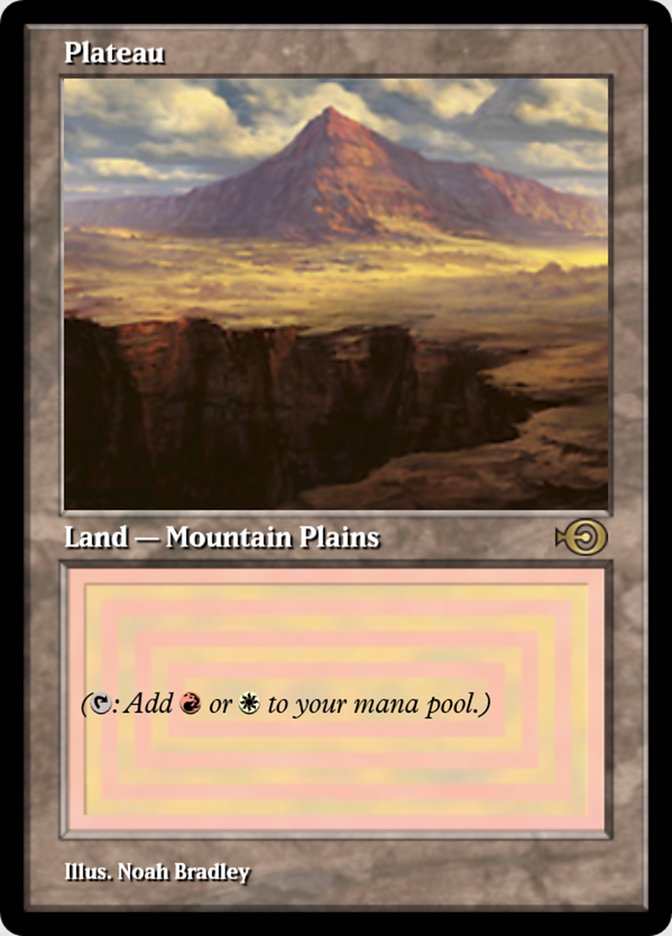 Plateau
Land — Mountain Plains
(: Add or to your mana pool.)
Illus. Noah Bradley